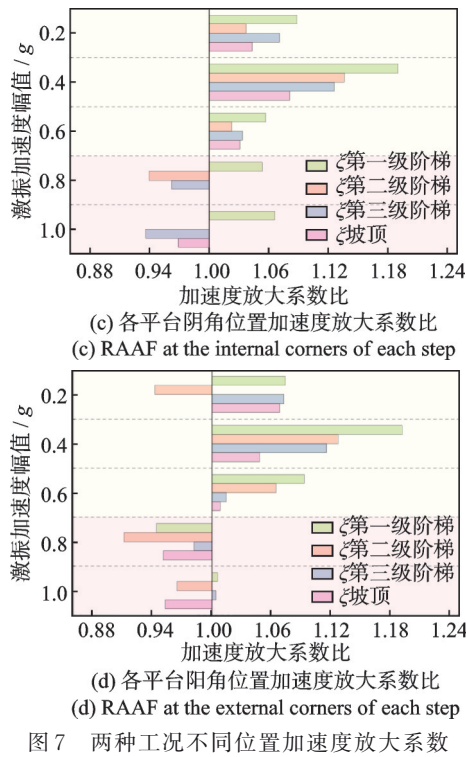 激振加速度幅值/g
0.2
0.4
0.6
0.8
1.0
ζ第一级阶梯
ζ第二级阶梯
ζ第三级阶梯
ζ坡顶
0.88 0.94 1.00 1.06 1.12 1.18 1.24
加速度放大系数比
(c) 各平台阴角位置加速度放大系数比
(c) RAAF at the internal corners of each step
激振加速度幅值/g
0.2
0.4
0.6
0.8
1.0
ζ第一级阶梯
ζ第二级阶梯
ζ第三级阶梯
ζ坡顶
0.88 0.94 1.00 1.06 1.12 1.18 1.24
加速度放大系数比
(d) 各平台阳角位置加速度放大系数比
(d) RAAF at the external corners of each step
图7 两种工况不同位置加速度放大系数